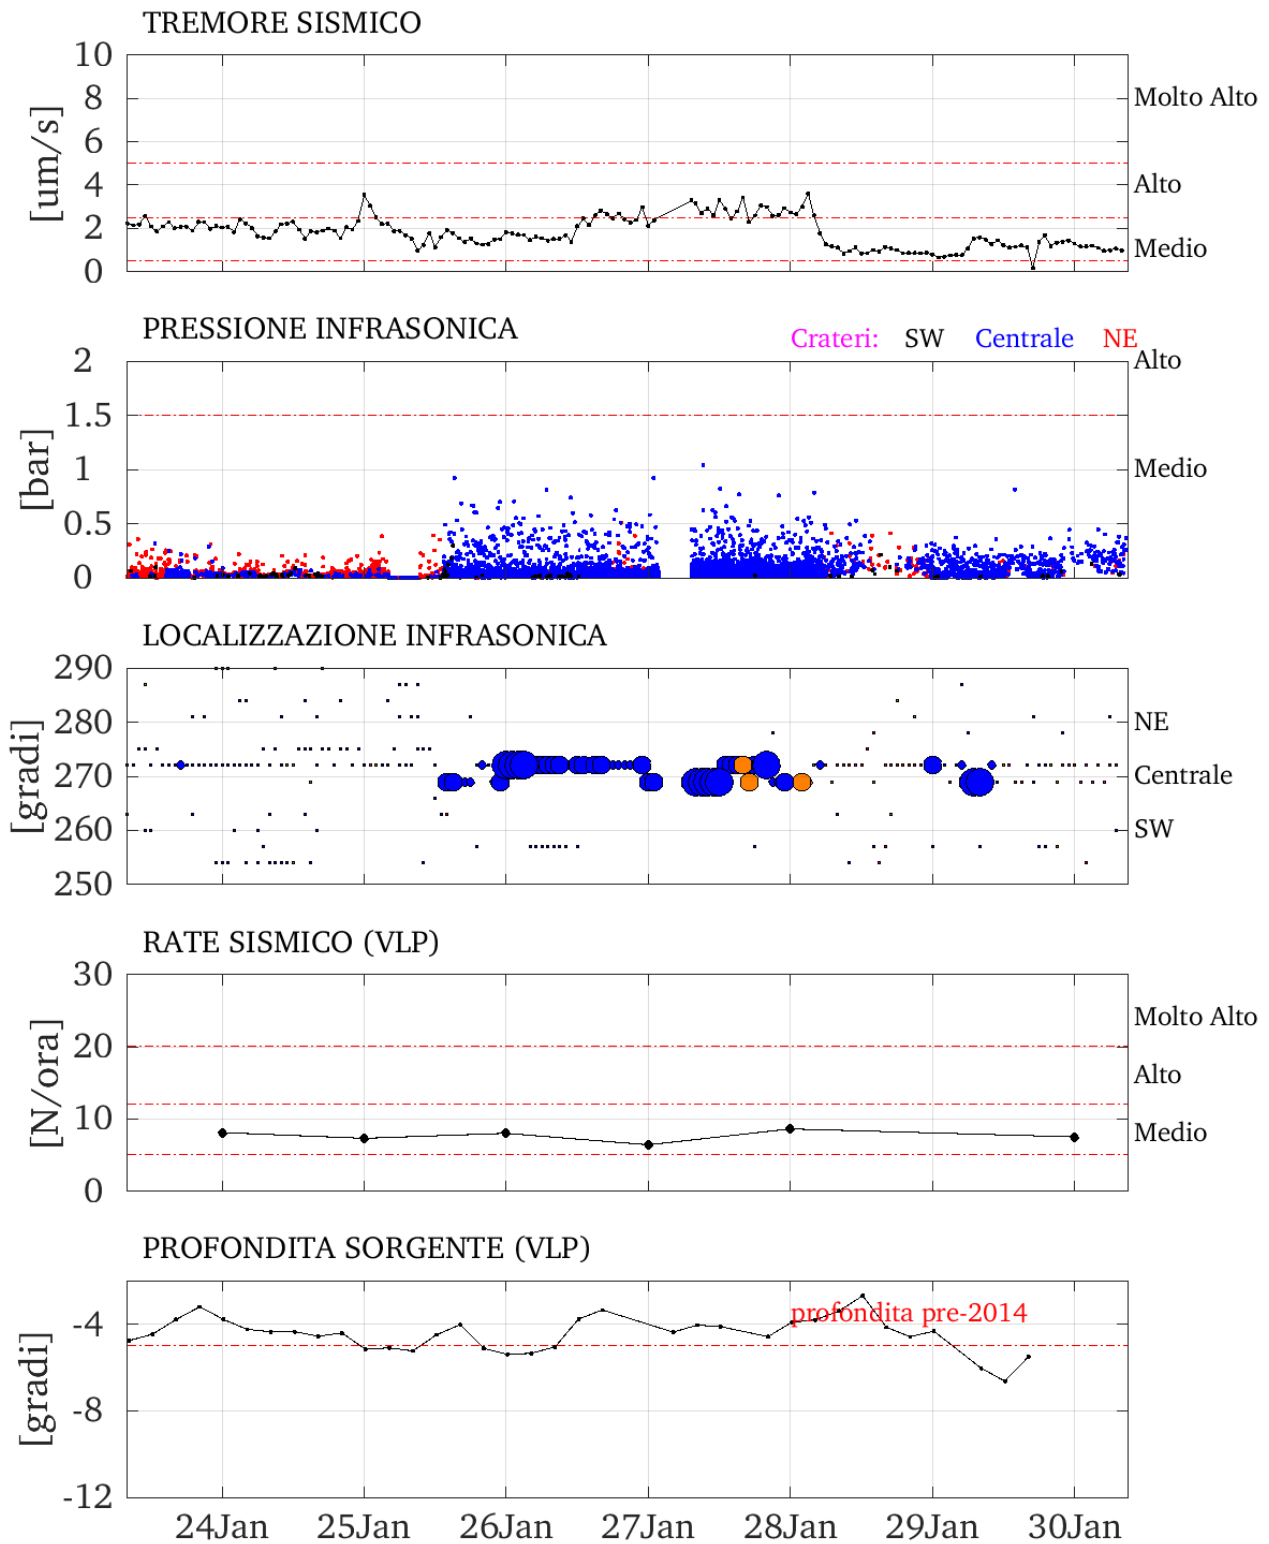 TREMORE SISMICO
[um/s]
10
8
6
4
2
0
Molto Alto
Alto
Medio
PRESSIONE INFRASONICA
Crateri: SW Centrale NE
[bar]
2
1.5
1
0.5
0
Alto
Medio
LOCALIZZAZIONE INFRASONICA
[gradi]
290
280
270
260
250
NE
Centrale
SW
RATE SISMICO (VLP)
[N/ora]
30
20
10
0
Molto Alto
Alto
Medio
PROFONDITA SORGENTE (VLP)
[gradi]
-4
-8
-12
profondita pre-2014
24Jan 25Jan 26Jan 27Jan 28Jan 29Jan 30Jan